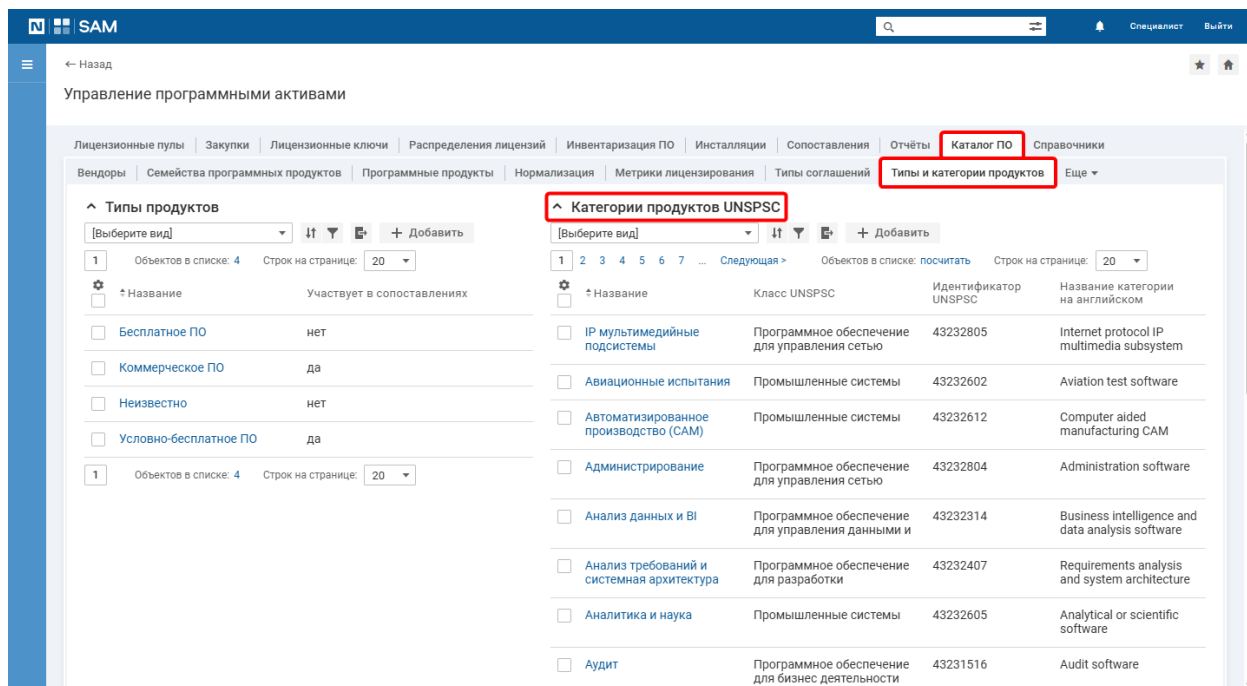 N SAM
Специалист Выйти
← Назад
Управление программными активами
Лицензионные пулы Закупки Лицензионные ключи Распределения лицензий Инвентаризация ПО Инсталляции Сопоставления Отчёты Каталог ПО Справочники
Вендоры Семейства программных продуктов Программные продукты Нормализация Метрики лицензирования Типы соглашений Типы и категории продуктов Еще
Типы продуктов
[Выберите вид] + Добавить
1 Объектов в списке: 4 Строк на странице: 20
Название Участвует в сопоставлениях
Бесплатное ПО нет
Коммерческое ПО да
Неизвестно нет
Условно-бесплатное ПО да
1 Объектов в списке: 4 Строк на странице: 20
Категории продуктов UNSPSC
[Выберите вид] + Добавить
1 2 3 4 5 6 7 ... Следующая > Объектов в списке: посчитать Строк на странице: 20
Название Класс UNSPSC Идентификатор Название категории
UNSPSC на английском
IP мультимедийные Программное обеспечение 43232805 Internet protocol IP
подсистемы для управления сетью multimedia subsystem
Авиационные испытания Промышленные системы 43232602 Aviation test software
Автоматизированное Промышленные системы 43232612 Computer aided
производство (CAM) manufacturing CAM
Администрирование Программное обеспечение 43232804 Administration software
для управления сетью
Анализ данных и BI Программное обеспечение 43232314 Business intelligence and
для управления данными и data analysis software
Анализ требований и Программное обеспечение 43232407 Requirements analysis
системная архитектура для разработки and system architecture
Аналитика и наука Промышленные системы 43232605 Analytical or scientific
software
Аудит Программное обеспечение 43231516 Audit software
для бизнес деятельности